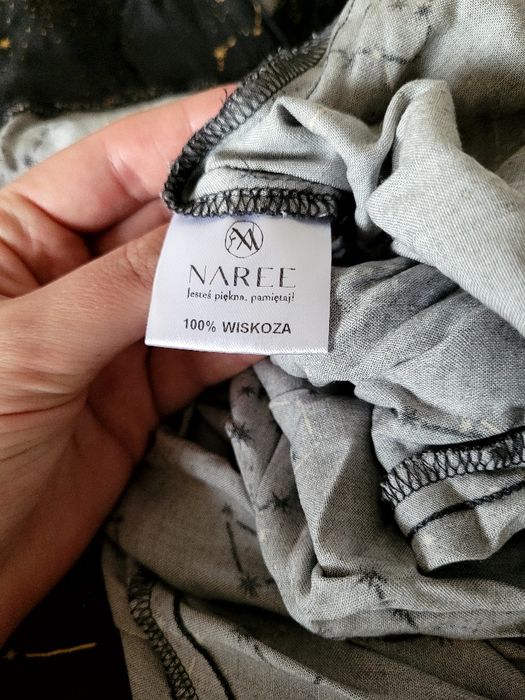 NAREE
Jesteś piękna, pamiętaj!
100% WISKOZA